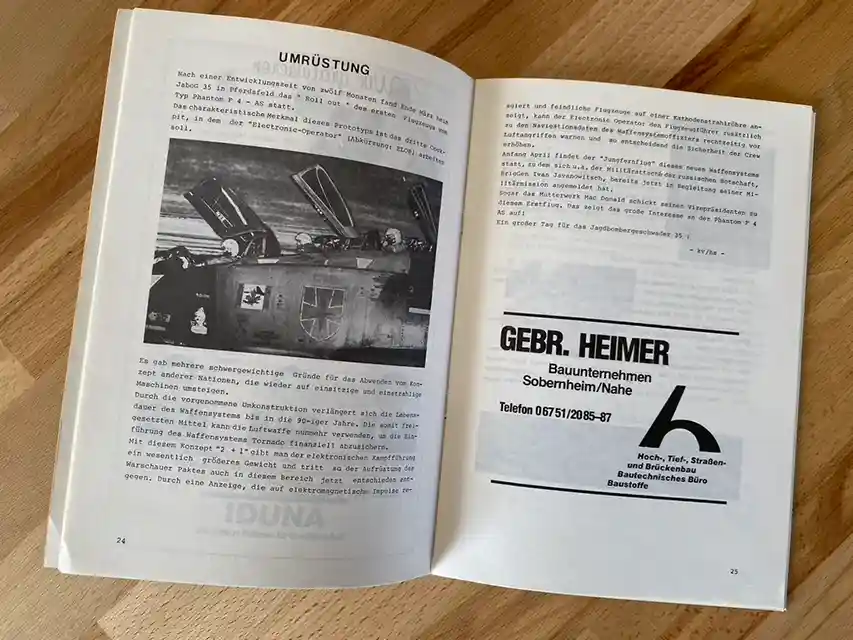 UMRÜSTUNG
Nach einer Entwicklungszeit von zwölf Monaten fand Ende März beim
Jabog 35 in Pferdsfeld das " Roll out " des ersten Flugzeugs vom
Typ Phantom P 4 - AS statt.
Das charakteristische Merkmal dieses Prototyps ist das dritte Cock-
pit, in dem der "Electronic-Operator" (Abkürzung: ELOB) arbeiten
soll.
Es gab mehrere schwergewichtige Gründe für das Abwenden vom Kon-
zept anderer Nationen, die wieder auf einsitzige und einstrahlige
Maschinen umsteigen.
Durch die vorgenommene Umkonstruktion verlängert sich die Lebens-
dauer des Waffensystems bis in die 90-iger Jahre. Die somit frei-
gesetzten Mittel kann die Luftwaffe nunmehr verwenden, um die Ein-
führung des Waffensystems Tornado finanziell abzusichern.
Mit diesem Konzept "2 + 1" gibt man der elektronischen Kampfführung
ein wesentlich größeres Gewicht und tritt so der Aufrüstung des
Warschauer Paktes auch in diesem Bereich jetzt entschieden ent-
gegen. Durch eine Anzeige, die auf elektromagnetische Impulse re-
IDUNA
24
agiert und feindliche Flugzeuge auf einer Kathodenstrahlröhre an-
zeigt, kann der Electronic Operator den Flugzeugführer zusätzlich
zu den Navigationsdaten des Waffensystemoffiziers rechtzeitig vor
Luftangriffen warnen und so entscheidend die Sicherheit der Crew
erhöhen.
Anfang April findet der "Jungfernflug" dieses neuen Waffensystems
statt, zu dem sich u.a. der Militärattaché der russischen Botschaft,
BrigGen Ivan Javanowitsch, bereits jetzt in Begleitung seiner Mi-
litärmission angemeldet hat.
Sogar das Mutterwerk Mac Donald schickt seinen Vizepräsidenten zu
diesem Erstflug. Das zeigt das große Interesse an der Phantom P 4
AS auf!
Ein großer Tag für das Jagdbombergeschwader 35 !
- kv/hs -
GEBR. HEIMER
Bauunternehmen
Sobernheim/Nahe
Telefon 06751/2085-87
Hoch-, Tief-, Straßen-
und Brückenbau
Bautechnisches Büro
Baustoffe
25